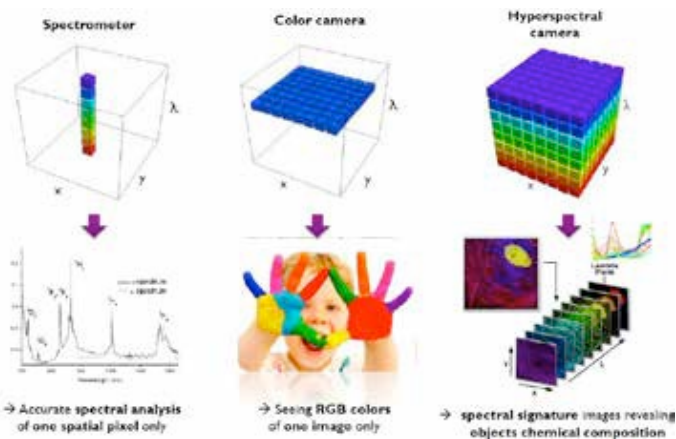 Spectrometer
Color camera
Hyperspectral
camera
λ
x
y
λ
x
y
λ
x
y
→ Accurate spectral analysis
of one spatial pixel only
→ Seeing RGB colors
of one image only
→ spectral signature images revealing
objects chemical composition